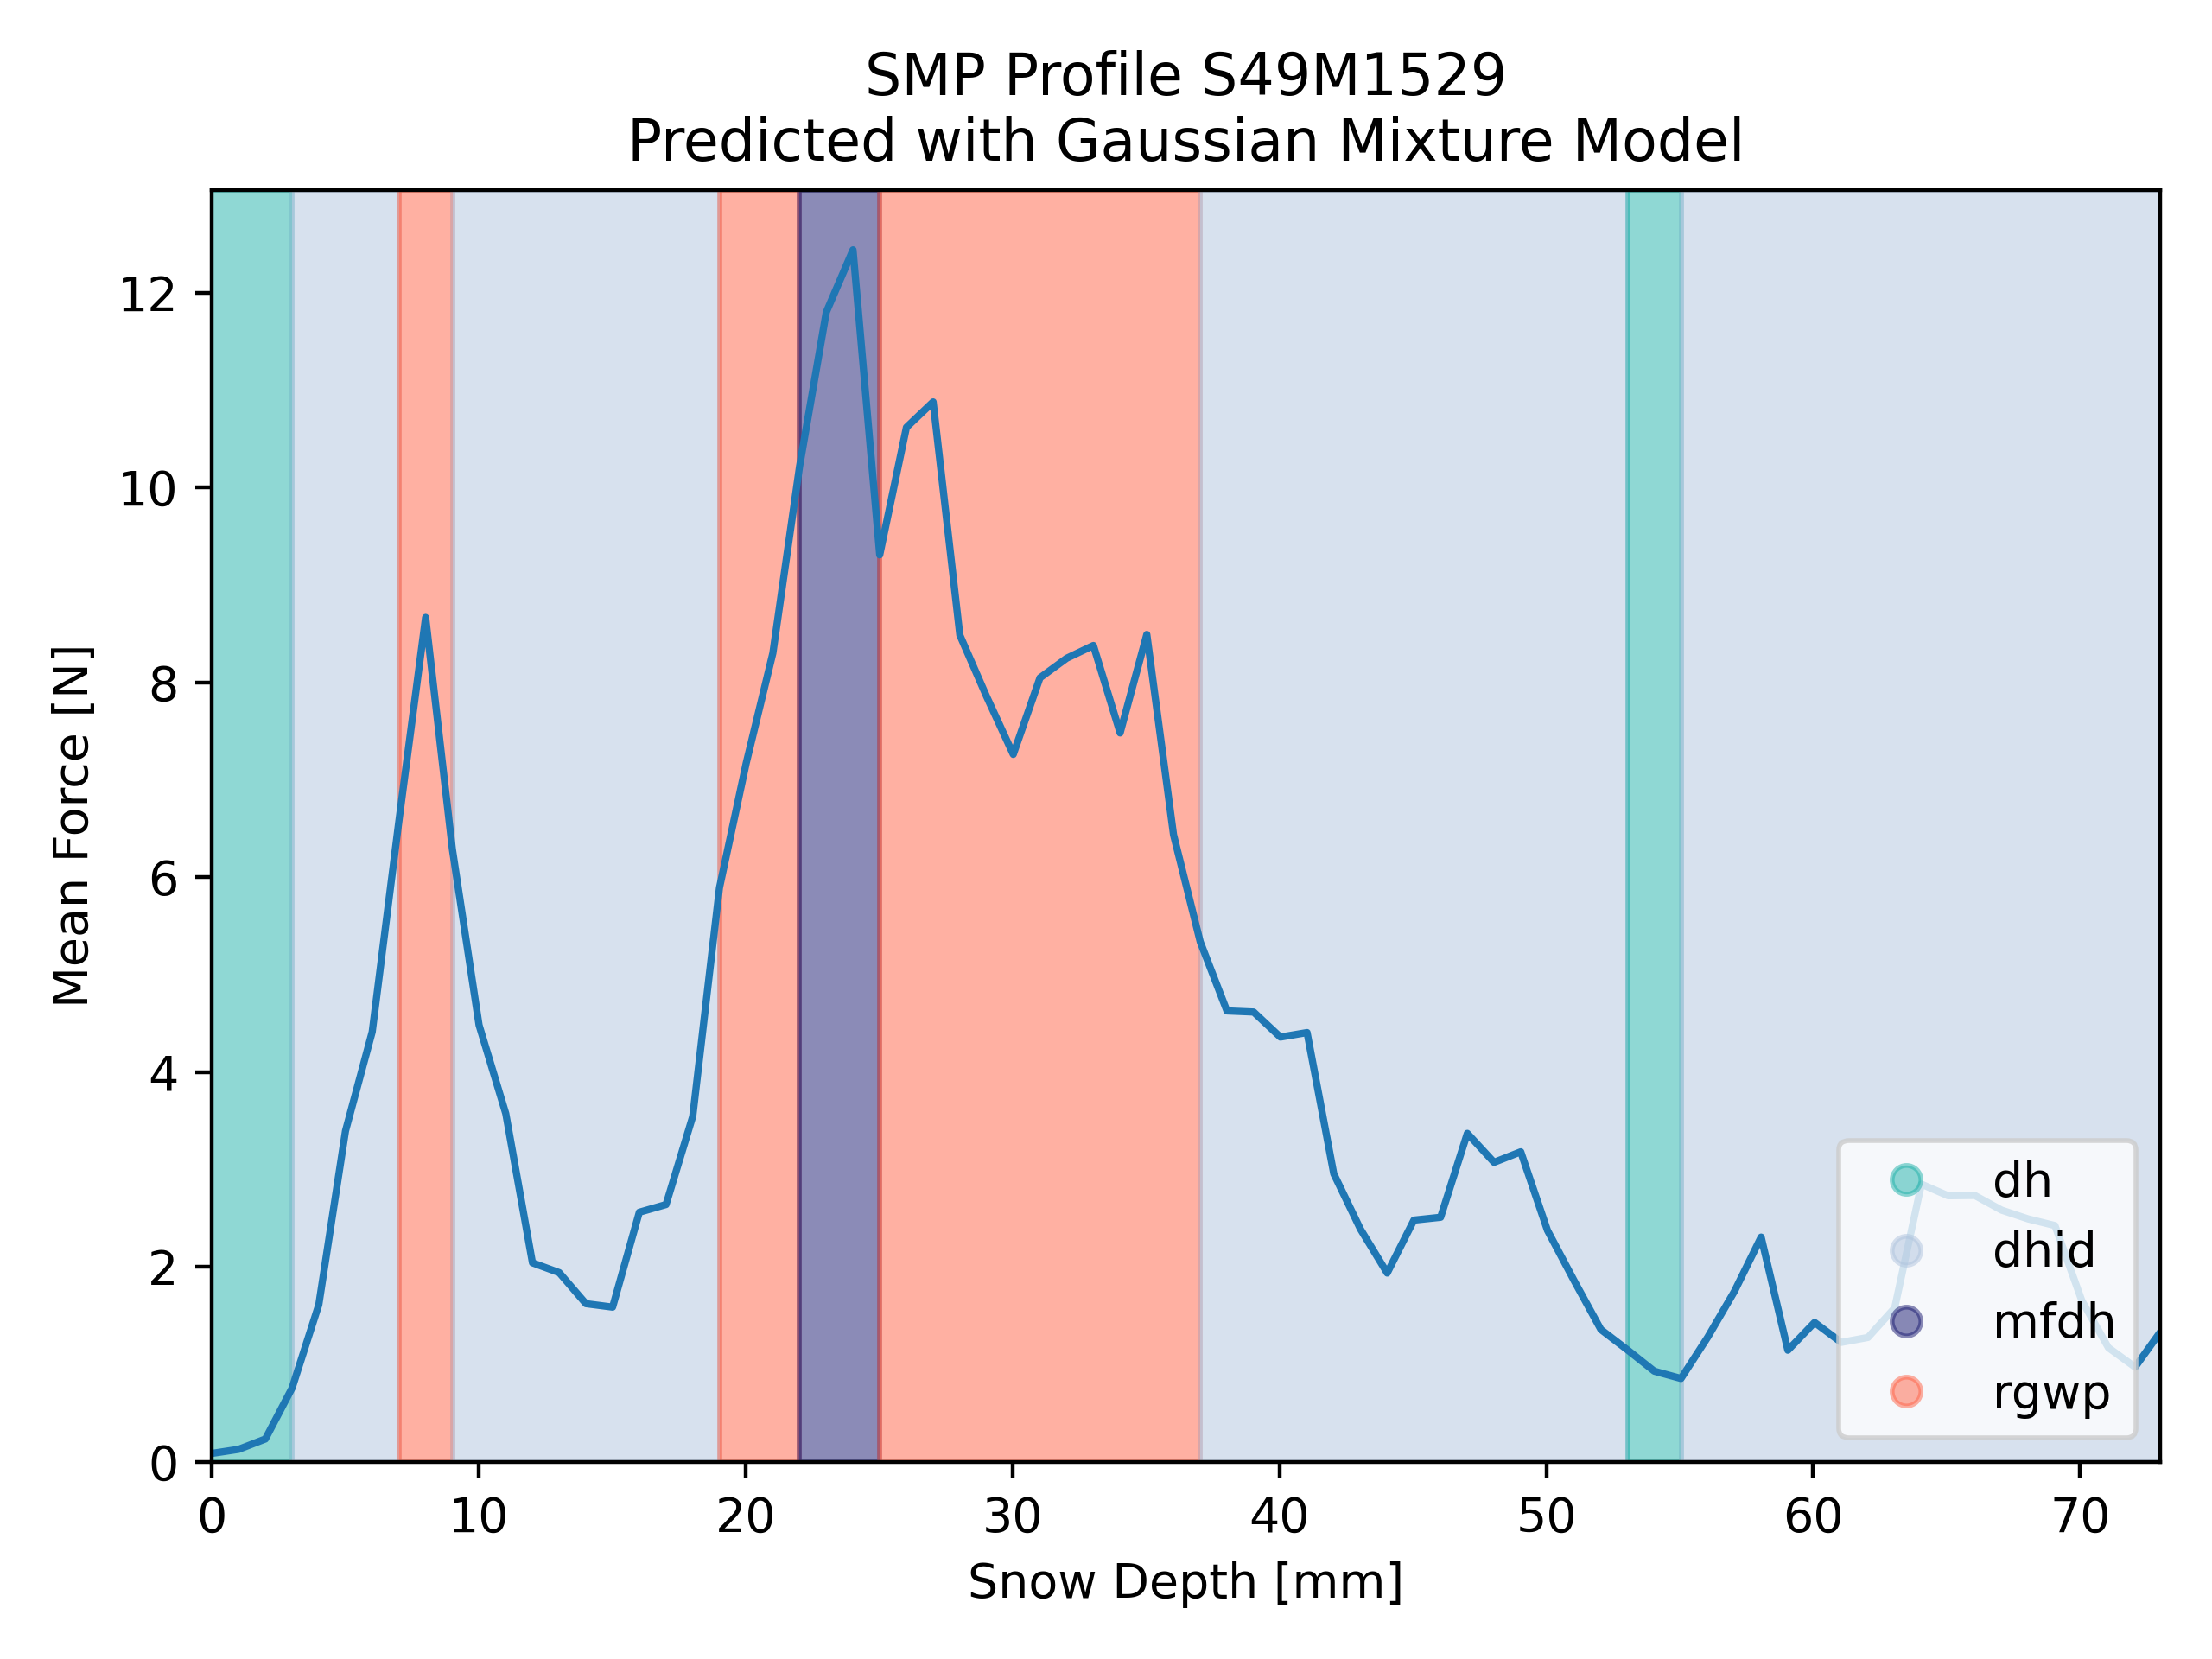 SMP Profile S49M1529
Predicted with Gaussian Mixture Model
Mean Force [N]
12
10
8
6
4
2
0
0 10 20 30 40 50 60 70
Snow Depth [mm]
dh
dhid
mfdh
rgwp